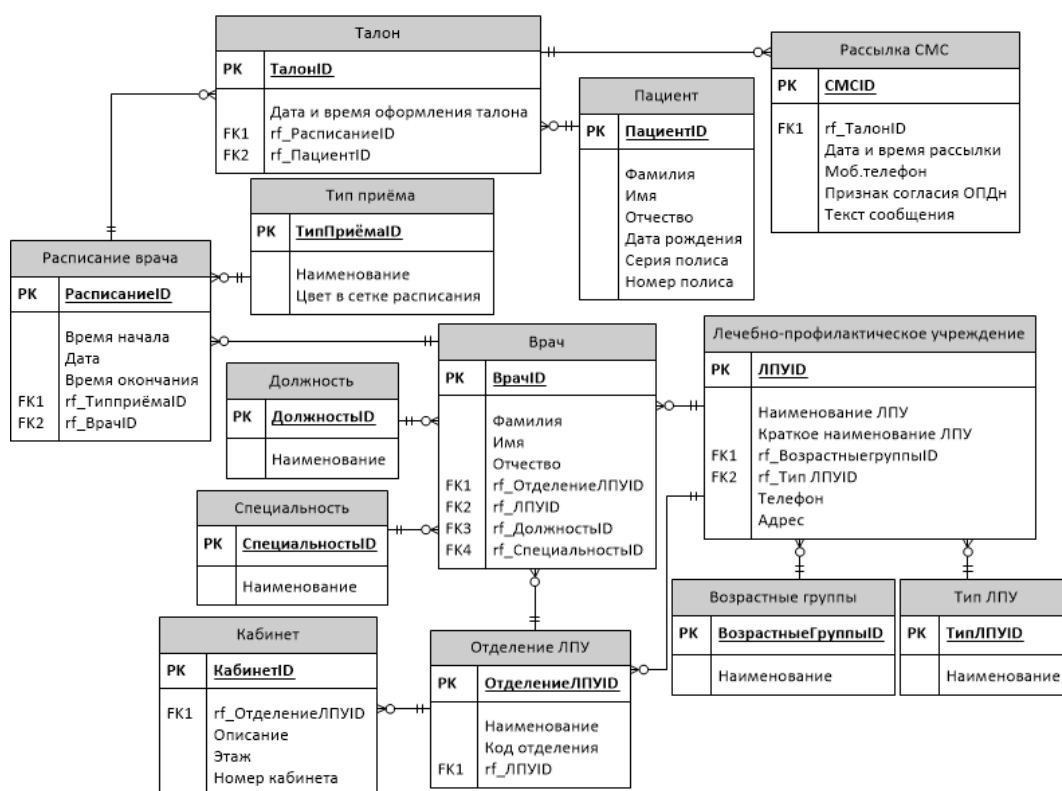 Талон
PK ТалонID
Дата и время оформления талона
FK1 rf_РасписаниеID
FK2 rf_ПациентID
Рассылка СМС
PK СМСID
FK1 rf_ТалонID
Дата и время рассылки
Моб.телефон
Признак согласия ОПДн
Текст сообщения
Пациент
PK ПациентID
Фамилия
Имя
Отчество
Дата рождения
Серия полиса
Номер полиса
Тип приёма
PK ТипПриёмаID
Наименование
Цвет в сетке расписания
Расписание врача
PK РасписаниеID
Время начала
Дата
Время окончания
FK1 rf_ТипприёмаID
FK2 rf_ВрачID
Врач
PK ВрачID
Фамилия
Имя
Отчество
FK1 rf_ОтделениеЛПУID
FK2 rf_ЛПУID
FK3 rf_ДолжностьID
FK4 rf_СпециальностьID
Лечебно-профилактическое учреждение
PK ЛПУID
Наименование ЛПУ
Краткое наименование ЛПУ
FK1 rf_ВозрастныегруппыID
FK2 rf_Тип ЛПУID
Телефон
Адрес
Должность
PK ДолжностьID
Наименование
Специальность
PK СпециальностьID
Наименование
Возрастные группы
PK ВозрастныеГруппыID
Наименование
Тип ЛПУ
PK ТипЛПУID
Наименование
Кабинет
PK КабинетID
FK1 rf_ОтделениеЛПУID
Описание
Этаж
Номер кабинета
Отделение ЛПУ
PK ОтделениеЛПУID
Наименование
Код отделения
FK1 rf_ЛПУID